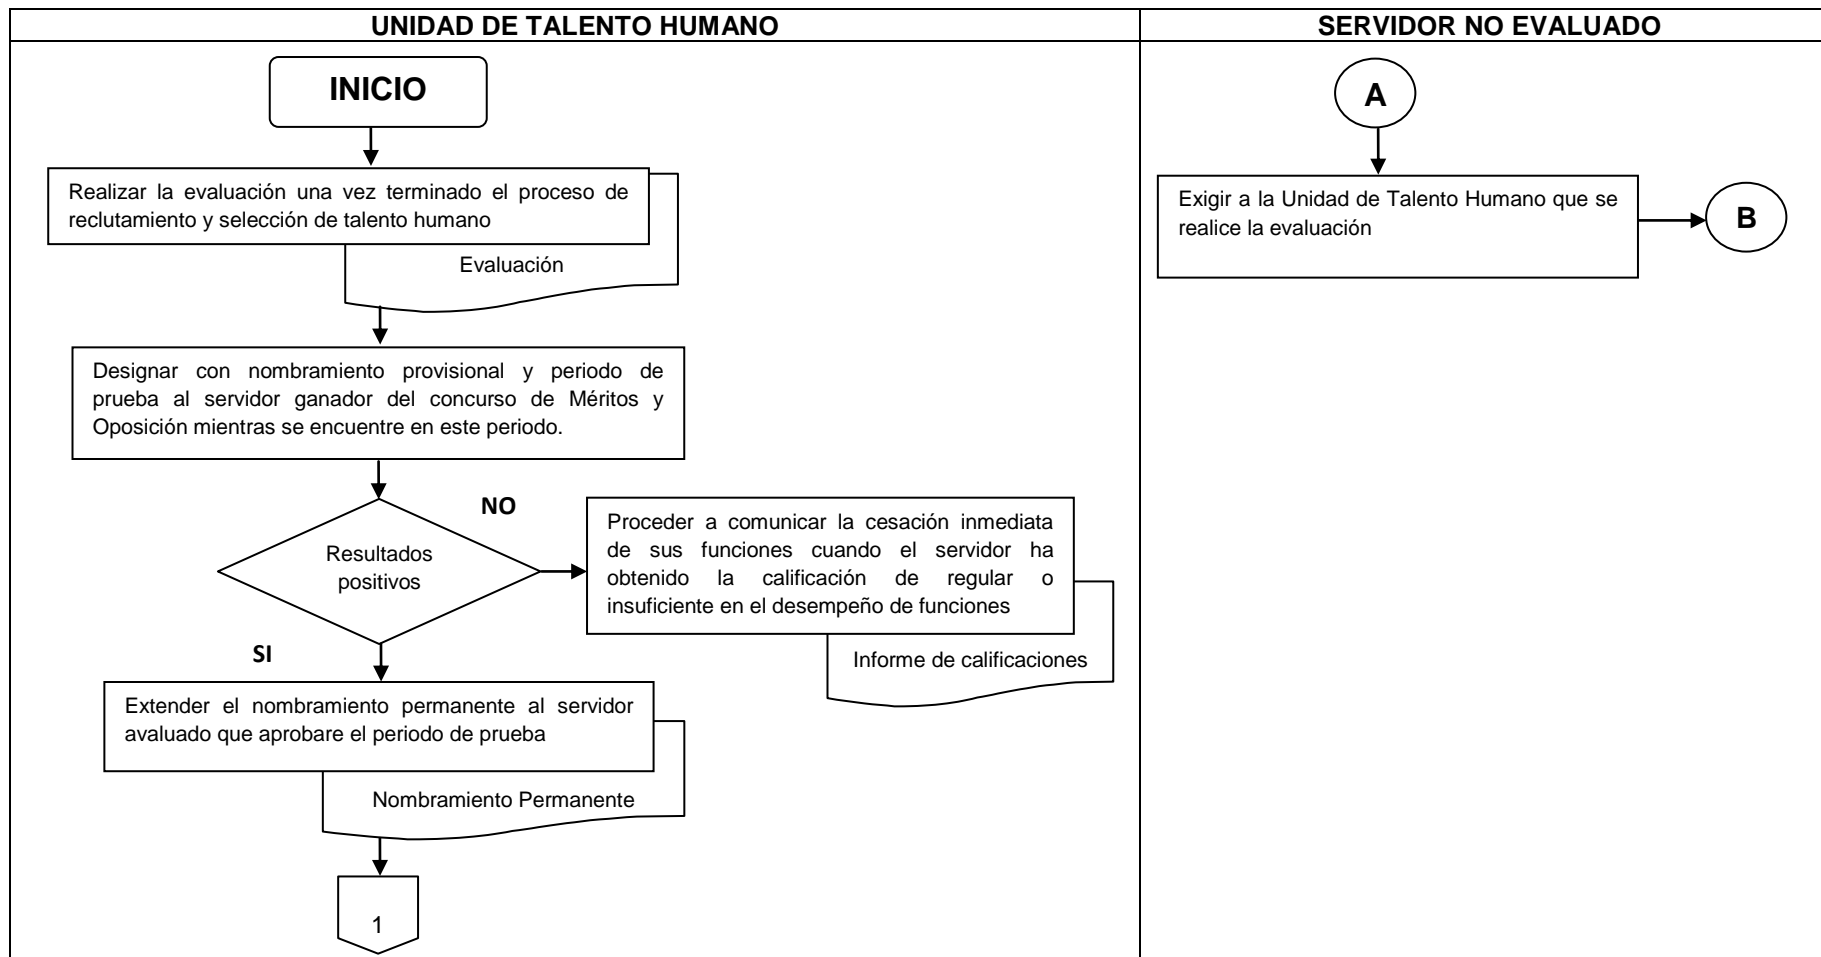 UNIDAD DE TALENTO HUMANO
INICIO
Realizar la evaluación una vez terminado el proceso de
reclutamiento y selección de talento humano
Evaluación
Designar con nombramiento provisional y periodo de
prueba al servidor ganador del concurso de Méritos y
Oposición mientras se encuentre en este periodo.
Resultados
positivos
NO
Proceder a comunicar la cesación inmediata
de sus funciones cuando el servidor ha
obtenido la calificación de regular o
insuficiente en el desempeño de funciones
Informe de calificaciones
SI
Extender el nombramiento permanente al servidor
avaluado que aprobare el periodo de prueba
Nombramiento Permanente
1
SERVIDOR NO EVALUADO
A
Exigir a la Unidad de Talento Humano que se
realice la evaluación
B